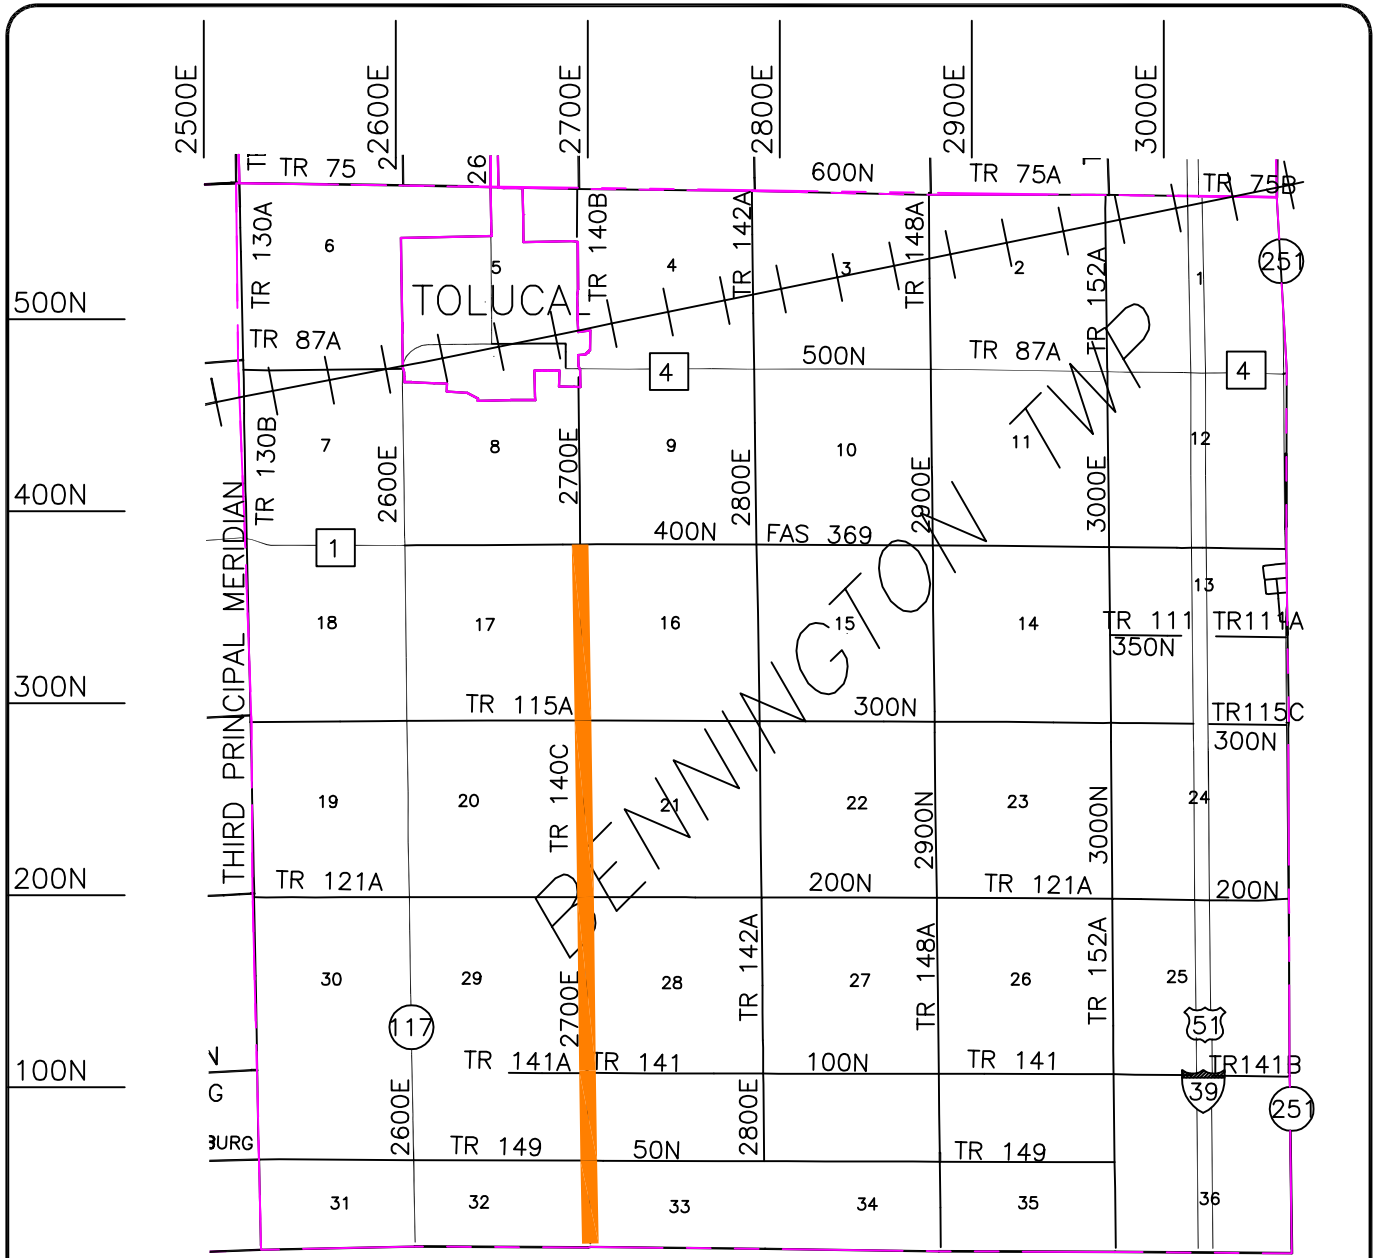 2500E
2600E
2700E
2800E
2900E
3000E
TR 75
26
600N
TR 75A
TR 75B
TR 130A
6
5
TR 140B
4
TR 142A
3
TR 148A
2
TR 152A
1
251
TOLUCA
500N
TR 87A
4
500N
TR 87A
4
TR 130B
7
2600E
8
2700E
9
2800E
10
2900E
11
3000E
12
400N
1
400N
FAS 369
BENNINGTON TWP
THIRD PRINCIPAL MERIDIAN
18
17
16
15
14
13
TR 111
TR111A
350N
300N
TR 115A
300N
TR115C
300N
TR 140C
19
20
21
22
2900N
23
3000N
24
200N
TR 121A
200N
TR 121A
200N
30
29
2700E
28
TR 142A
27
TR 148A
26
TR 152A
25
117
51
100N
TR 141A
TR 141
100N
TR 141
TR141B
39
251
N
G
BURG
2600E
TR 149
50N
2800E
TR 149
31
32
33
34
35
36